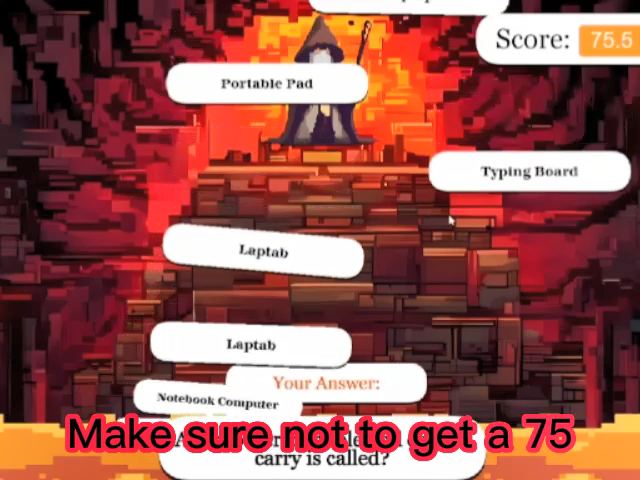 Score: 75.5
Portable Pad
Typing Board
Laptab
Laptab
Your Answer:
Notebook Computer
Make sure not to get a 75
carry is called?